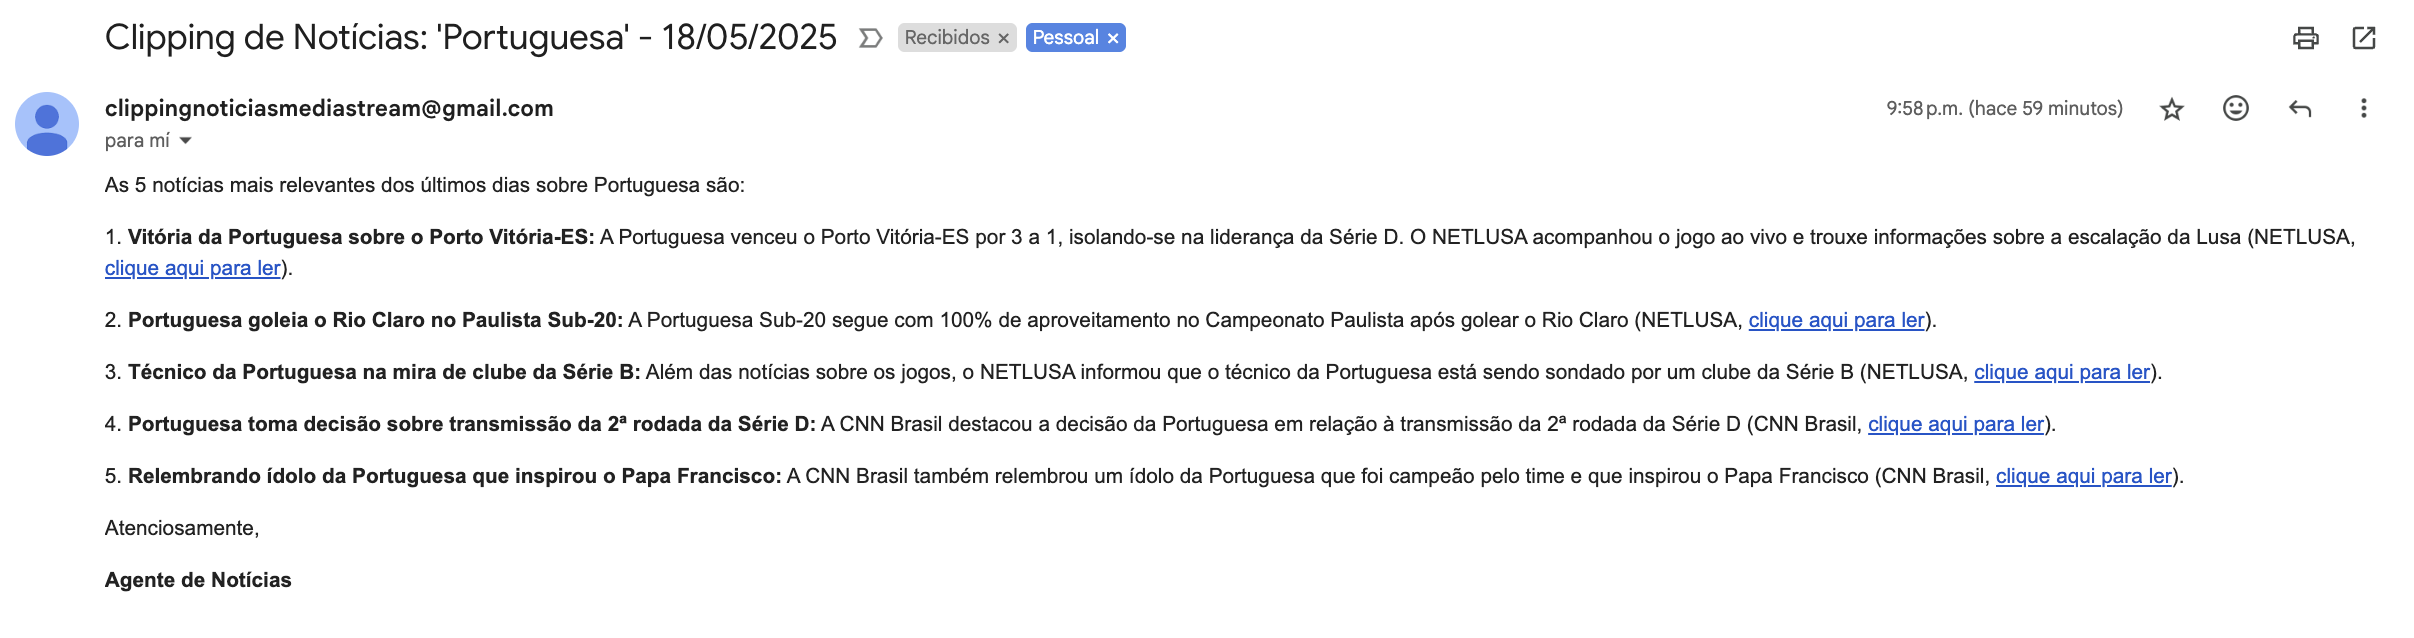 Clipping de Notícias: 'Portuguesa' - 18/05/2025 Recibidos × Pessoal ×
clippingnoticiasmediastream@gmail.com 9:58 p.m. (hace 59 minutos)
para mí
As 5 notícias mais relevantes dos últimos dias sobre Portuguesa são:
1. Vitória da Portuguesa sobre o Porto Vitória-ES: A Portuguesa venceu o Porto Vitória-ES por 3 a 1, isolando-se na liderança da Série D. O NETLUSA acompanhou o jogo ao vivo e trouxe informações sobre a escalação da Lusa (NETLUSA,
clique aqui para ler).
2. Portuguesa goleia o Rio Claro no Paulista Sub-20: A Portuguesa Sub-20 segue com 100% de aproveitamento no Campeonato Paulista após golear o Rio Claro (NETLUSA, clique aqui para ler).
3. Técnico da Portuguesa na mira de clube da Série B: Além das notícias sobre os jogos, o NETLUSA informou que o técnico da Portuguesa está sendo sondado por um clube da Série B (NETLUSA, clique aqui para ler).
4. Portuguesa toma decisão sobre transmissão da 2ª rodada da Série D: A CNN Brasil destacou a decisão da Portuguesa em relação à transmissão da 2ª rodada da Série D (CNN Brasil, clique aqui para ler).
5. Relembrando ídolo da Portuguesa que inspirou o Papa Francisco: A CNN Brasil também relembrou um ídolo da Portuguesa que foi campeão pelo time e que inspirou o Papa Francisco (CNN Brasil, clique aqui para ler).
Atenciosamente,
Agente de Notícias